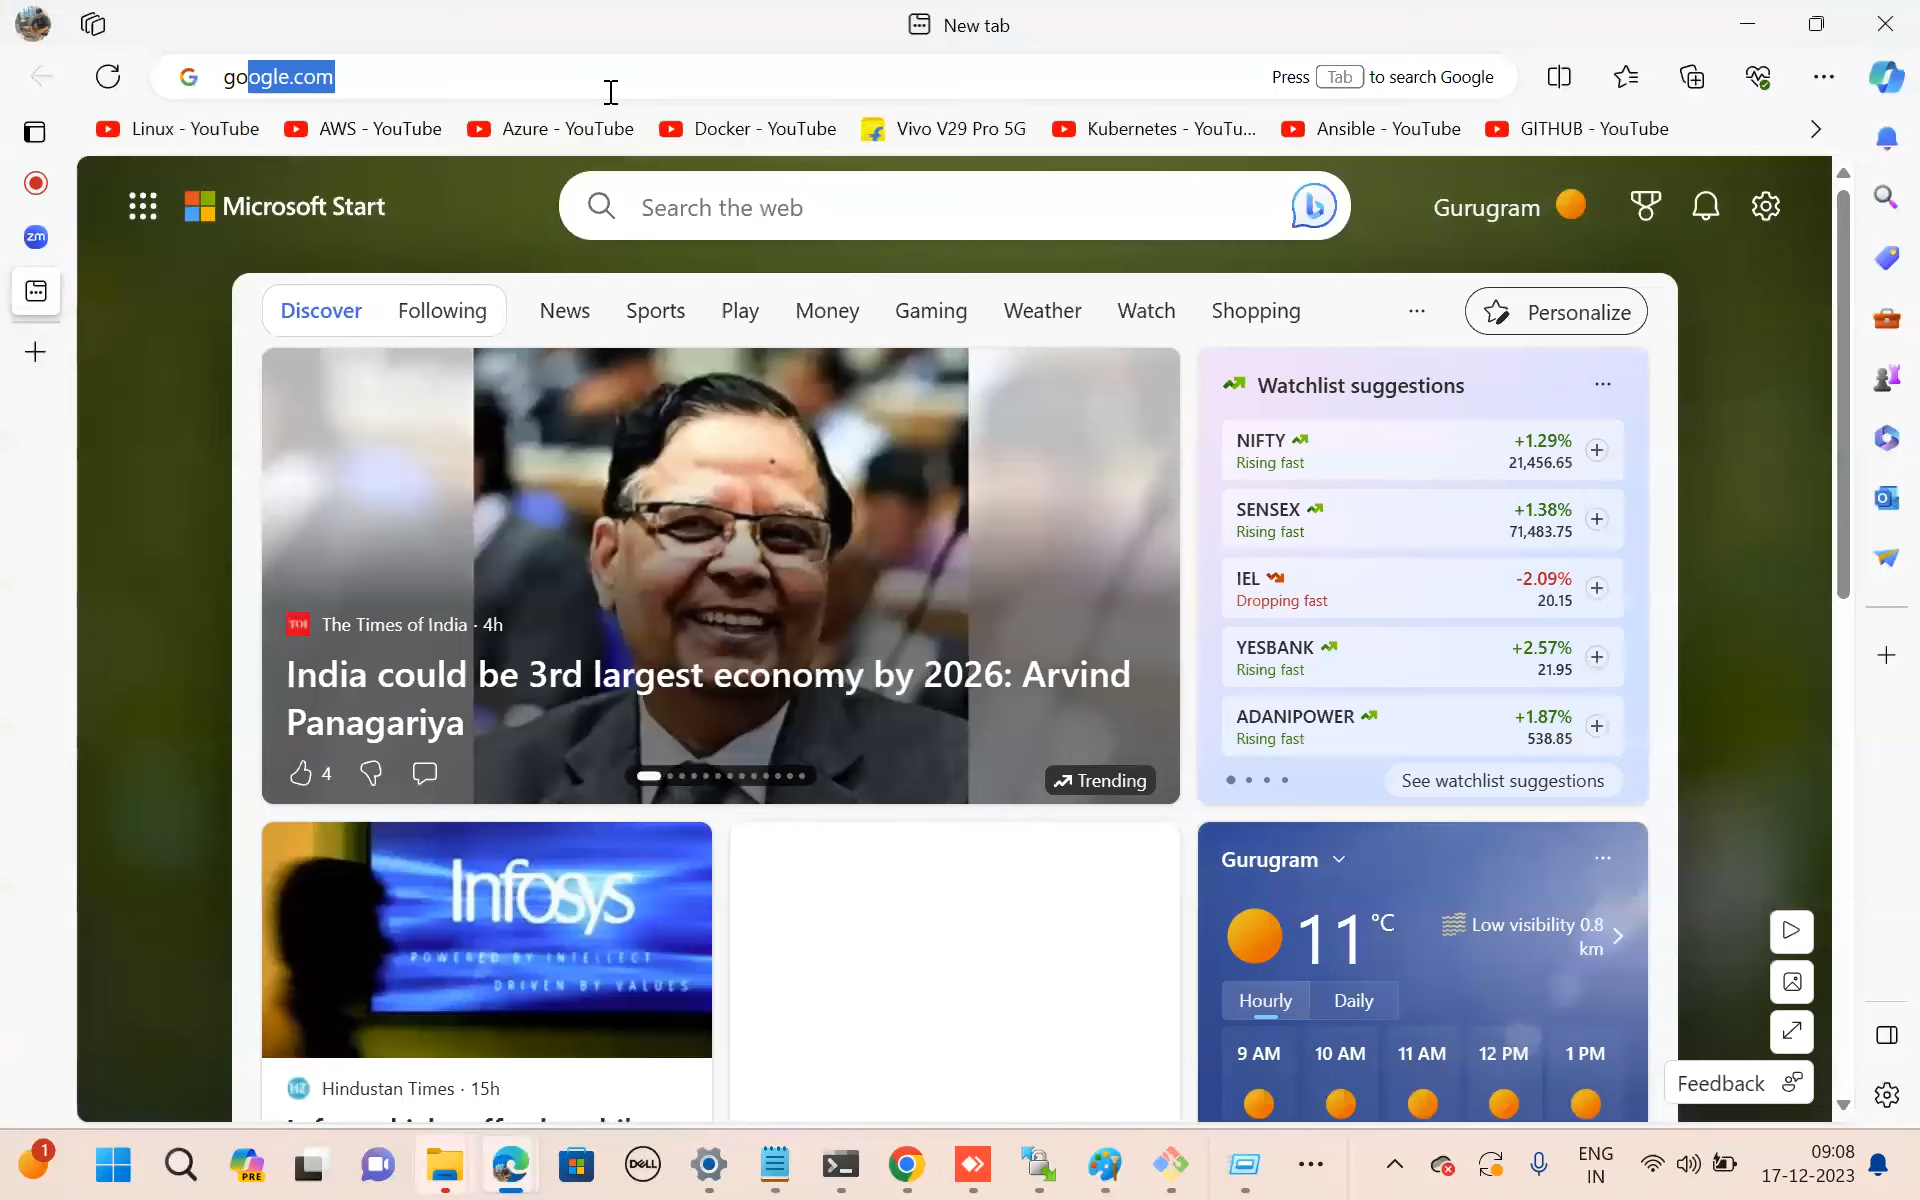 New tab
google.com
Press Tab to search Google
Linux - YouTube
AWS - YouTube
Azure - YouTube
Docker - YouTube
Vivo V29 Pro 5G
Kubernetes - YouTu...
Ansible - YouTube
GITHUB - YouTube
zm
Microsoft Start
Search the web
Gurugram
Discover
Following
News
Sports
Play
Money
Gaming
Weather
Watch
Shopping
Personalize
TOI
The Times of India · 4h
India could be 3rd largest economy by 2026: Arvind
Panagariya
4
Trending
Watchlist suggestions
NIFTY
+1.29%
Rising fast
21,456.65
SENSEX
+1.38%
Rising fast
71,483.75
IEL
-2.09%
Dropping fast
20.15
YESBANK
+2.57%
Rising fast
21.95
ADANIPOWER
+1.87%
Rising fast
538.85
See watchlist suggestions
Infosys
POWERED BY INTELLECT
DRIVEN BY VALUES
HT
Hindustan Times · 15h
Gurugram
11 °C
Low visibility 0.8
km
Hourly
Daily
9 AM
10 AM
11 AM
12 PM
1 PM
Feedback
1
PRE
DELL
ENG
IN
09:08
17-12-2023